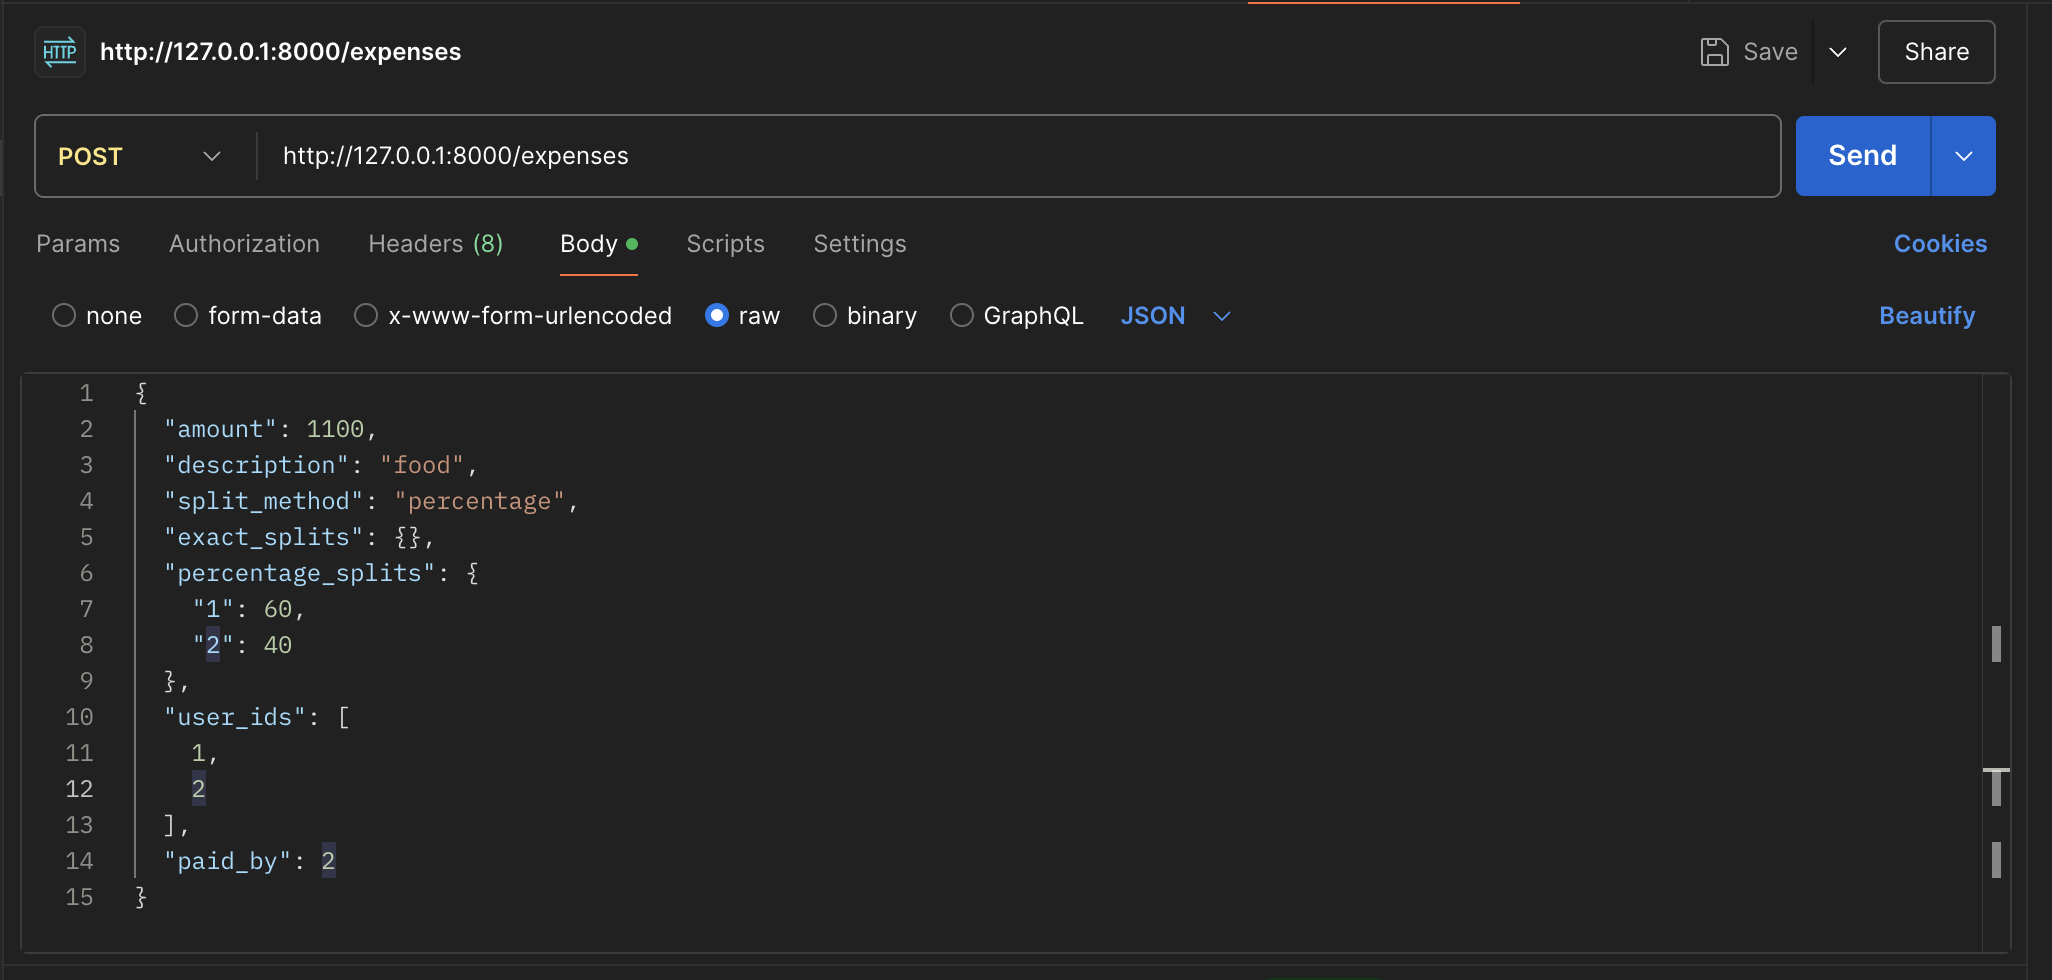 HTTP http://127.0.0.1:8000/expenses Save Share
POST http://127.0.0.1:8000/expenses Send
Params Authorization Headers (8) Body Scripts Settings Cookies
none form-data x-www-form-urlencoded raw binary GraphQL JSON Beautify
1 {
2 "amount": 1100,
3 "description": "food",
4 "split_method": "percentage",
5 "exact_splits": {},
6 "percentage_splits": {
7 "1": 60,
8 "2": 40
9 },
10 "user_ids": [
11 1,
12 2
13 ],
14 "paid_by": 2
15 }